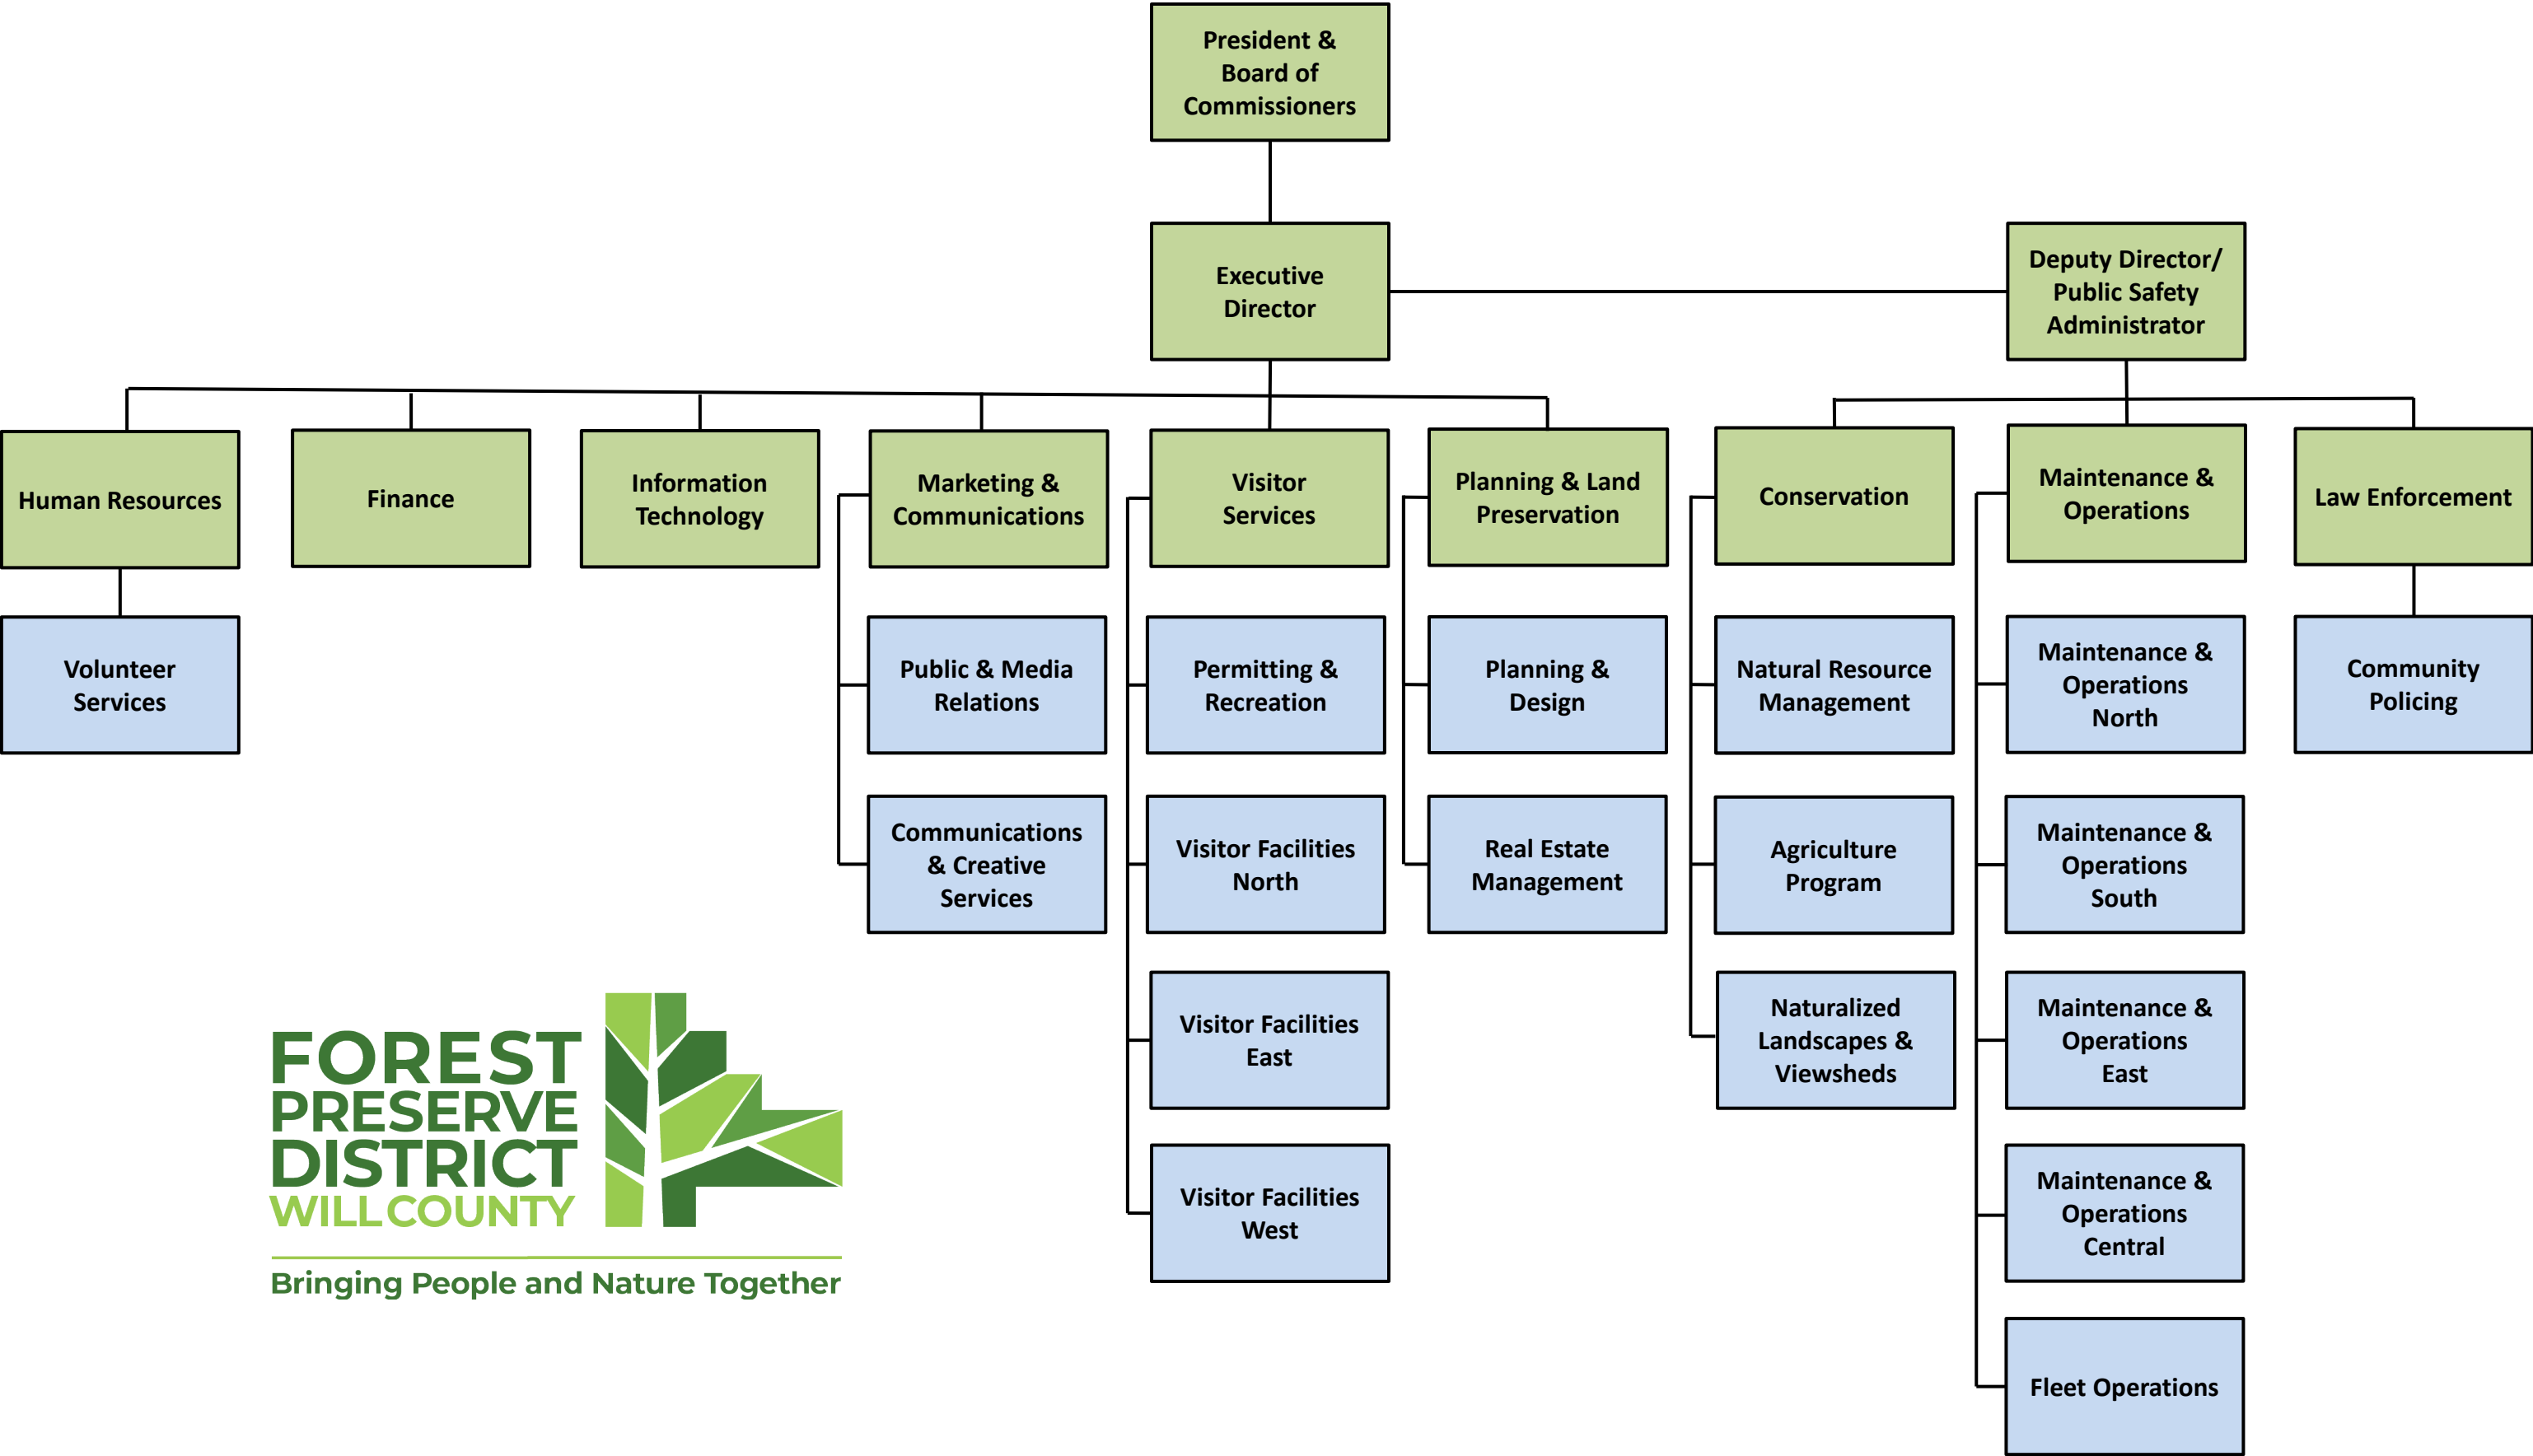 President &
Board of
Commissioners
Executive
Director
Deputy Director/
Public Safety
Administrator
Human Resources
Finance
Information
Technology
Marketing &
Communications
Visitor
Services
Planning & Land
Preservation
Conservation
Maintenance &
Operations
Law Enforcement
Volunteer
Services
Public & Media
Relations
Permitting &
Recreation
Planning &
Design
Natural Resource
Management
Maintenance &
Operations
North
Community
Policing
Communications
& Creative
Services
Visitor Facilities
North
Real Estate
Management
Agriculture
Program
Maintenance &
Operations
South
Visitor Facilities
East
Naturalized
Landscapes &
Viewsheds
Maintenance &
Operations
East
Visitor Facilities
West
Maintenance &
Operations
Central
Fleet Operations
FOREST
PRESERVE
DISTRICT
WILL COUNTY
Bringing People and Nature Together